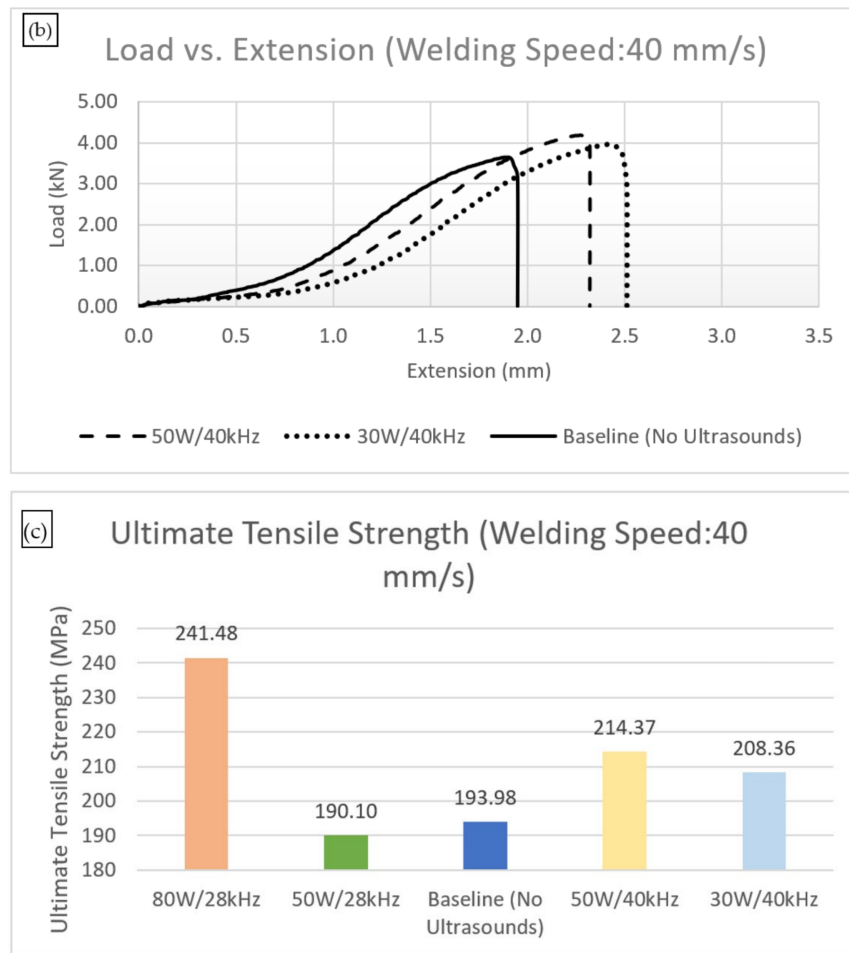 (b)
Load vs. Extension (Welding Speed:40 mm/s)
5.00
4.00
3.00
2.00
1.00
0.00
Load (kN)
0.0 0.5 1.0 1.5 2.0 2.5 3.0 3.5
Extension (mm)
50W/40kHz 30W/40kHz Baseline (No Ultrasounds)
(c)
Ultimate Tensile Strength (Welding Speed:40
mm/s)
Ultimate Tensile Strength (MPa)
250
240
230
220
210
200
190
180
241.48
190.10
193.98
214.37
208.36
80W/28kHz 50W/28kHz Baseline (No 50W/40kHz 30W/40kHz
Ultrasounds)